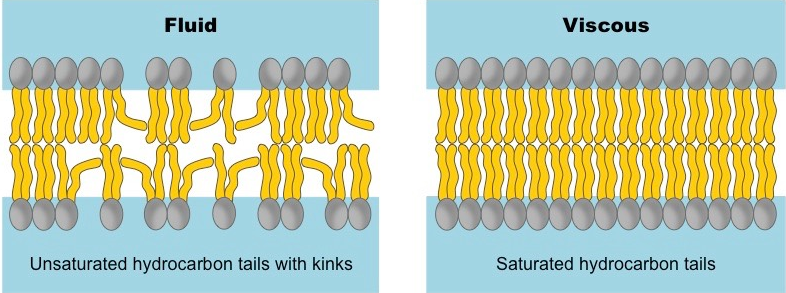 Fluid
Viscous
Unsaturated hydrocarbon tails with kinks
Saturated hydrocarbon tails